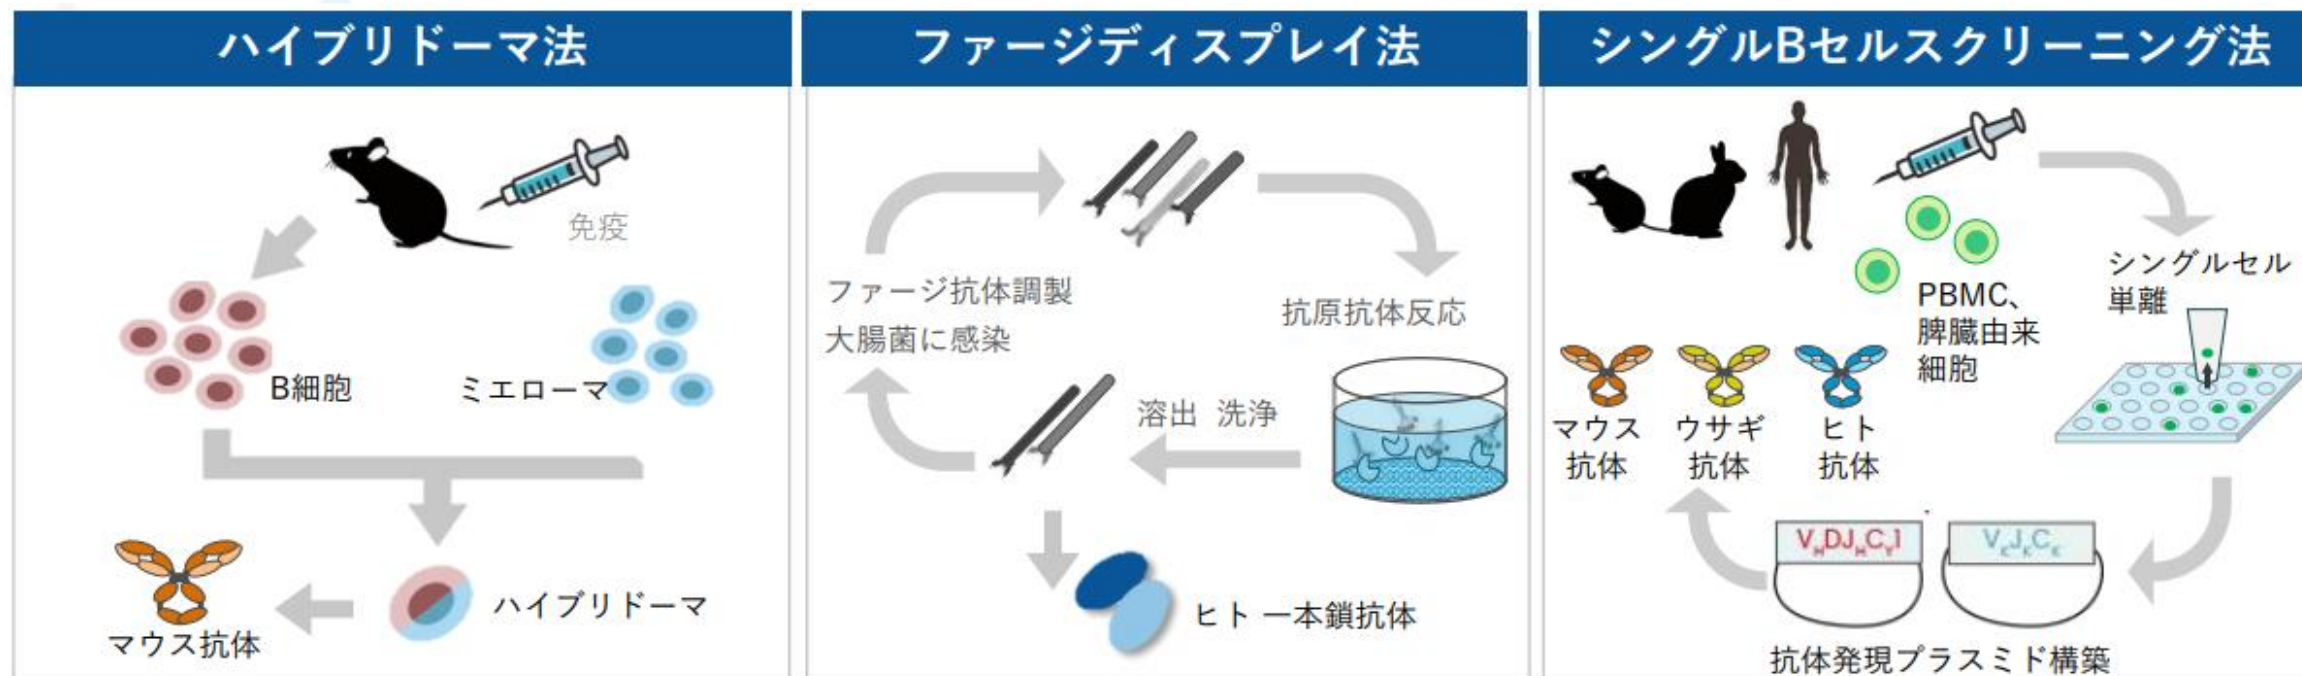 ハイブリドーマ法
免疫
B細胞
ミエローマ
ハイブリドーマ
マウス抗体
ファージディスプレイ法
ファージ抗体調製
大腸菌に感染
抗原抗体反応
溶出 洗浄
ヒト 一本鎖抗体
シングルBセルスクリーニング法
PBMC、
脾臓由来
細胞
シングルセル
単離
マウス
抗体
ウサギ
抗体
ヒト
抗体
VHDJHCγ1
VκJκCκ
抗体発現プラスミド構築